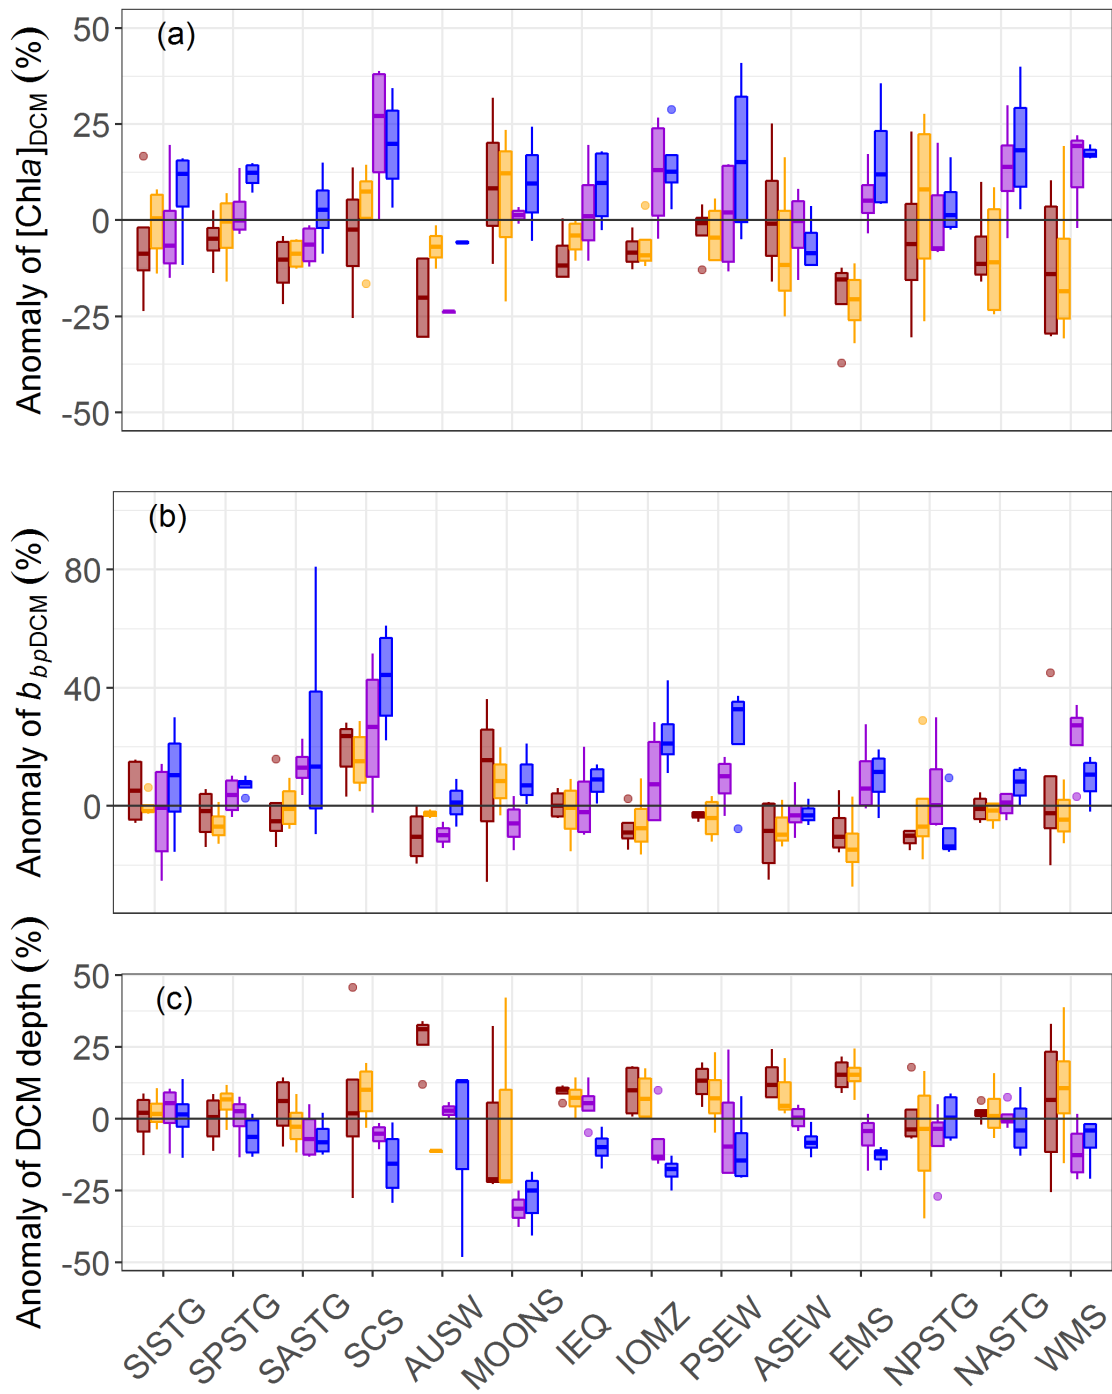 (a)
Anomaly of [Chla]DCM (%)
50
25
0
-25
-50
(b)
Anomaly of bbpDCM (%)
80
40
0
(c)
Anomaly of DCM depth (%)
50
25
0
-25
-50
SISTG
SPSTG
SASTG
SCS
AUSW
MOONS
IEQ
IOMZ
PSEW
ASEW
EMS
NPSTG
NASTG
WMS